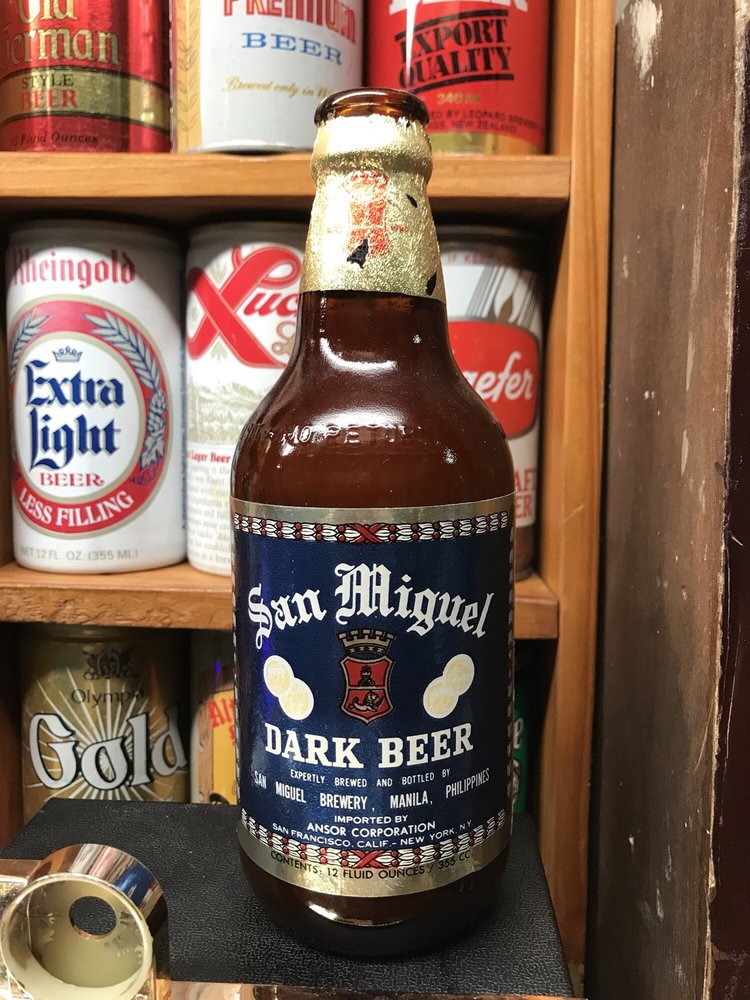 Old
German
STYLE
BEER
12 Fluid Ounces
PREMIUM
BEER
Brewed only in
EXPORT
QUALITY
340 ml
BY LEOPARD
NEW ZEALAND
Rheingold
Extra
Light
BEER
LESS FILLING
NET 12 FL. OZ. (355 ML)
Lager Beer
Olympia
Gold
San Miguel
DARK BEER
EXPERTLY BREWED AND BOTTLED BY
SAN MIGUEL BREWERY, MANILA, PHILIPPINES
IMPORTED BY
ANSOR CORPORATION
SAN FRANCISCO, CALIF.- NEW YORK, N.Y.
CONTENTS: 12 FLUID OUNCES / 355 CC.